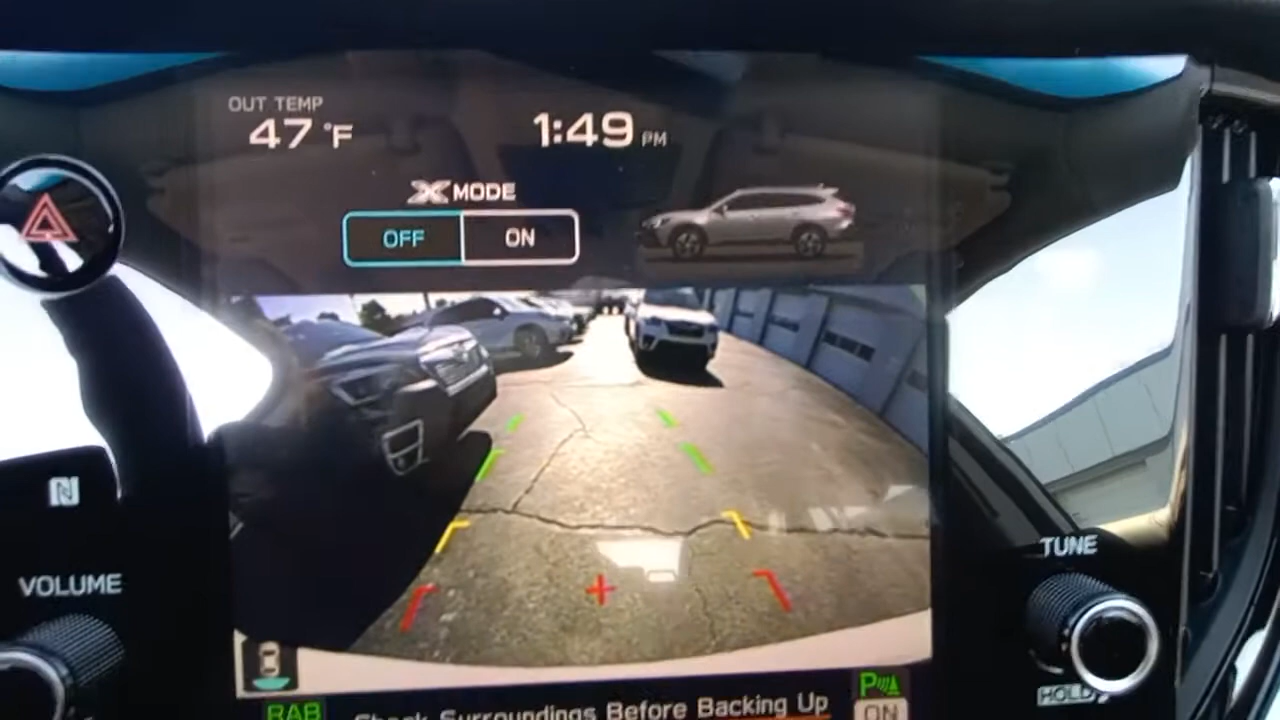 OUT TEMP
47 °F
1:49 PM
X MODE
OFF ON
VOLUME
TUNE
HOLD
RAB
Check Surroundings Before Backing Up
P
ON